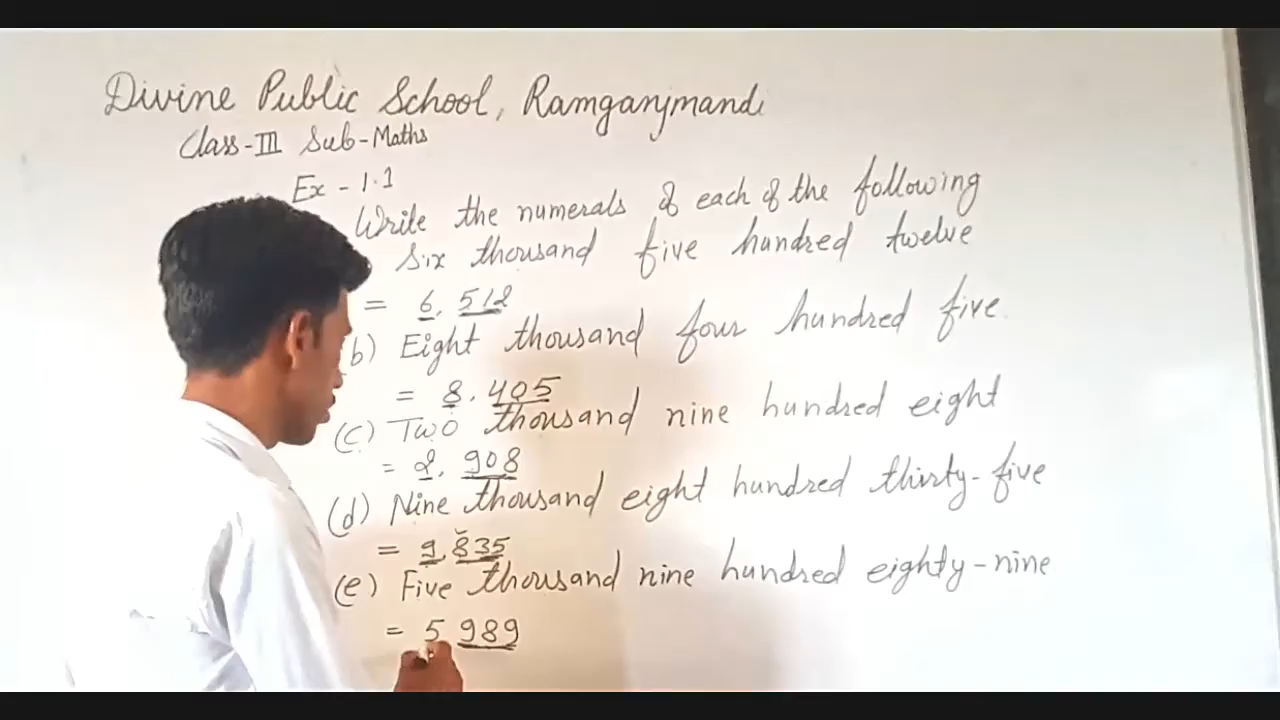 Divine Public School, Ramganjmandi
Class-III Sub-Maths
Ex - 1.1
Write the numerals of each of the following
Six thousand five hundred twelve
= 6, 512
b) Eight thousand four hundred five.
= 8, 405
(c) Two thousand nine hundred eight
= 2, 908
(d) Nine thousand eight hundred thirty-five
= 9,835
(e) Five thousand nine hundred eighty-nine
= 5 989